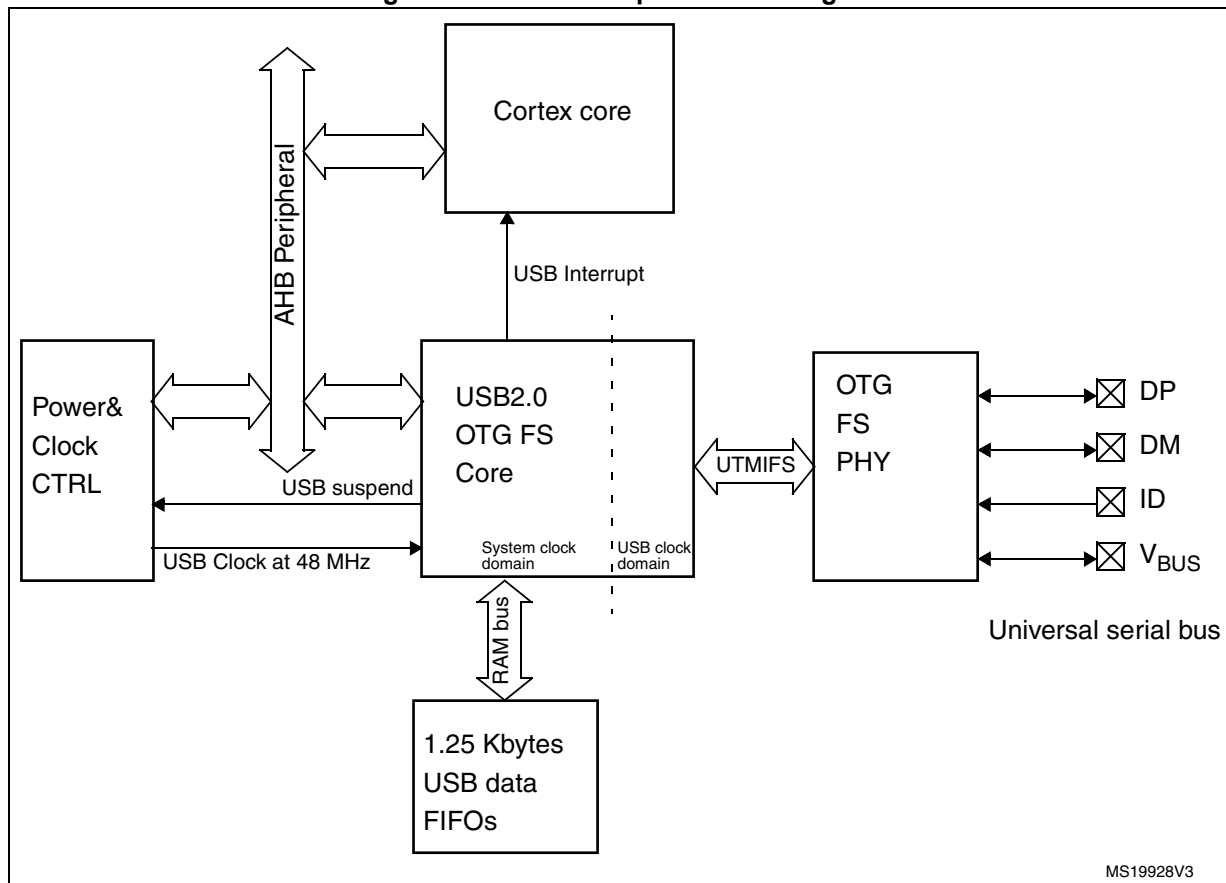 Cortex core
AHB Peripheral
USB Interrupt
Power&
Clock
CTRL
USB2.0
OTG FS
Core
OTG
FS
PHY
DP
DM
ID
VBUS
UTMIFS
USB suspend
USB Clock at 48 MHz
System clock
domain
USB clock
domain
Universal serial bus
RAM bus
1.25 Kbytes
USB data
FIFOs
MS19928V3